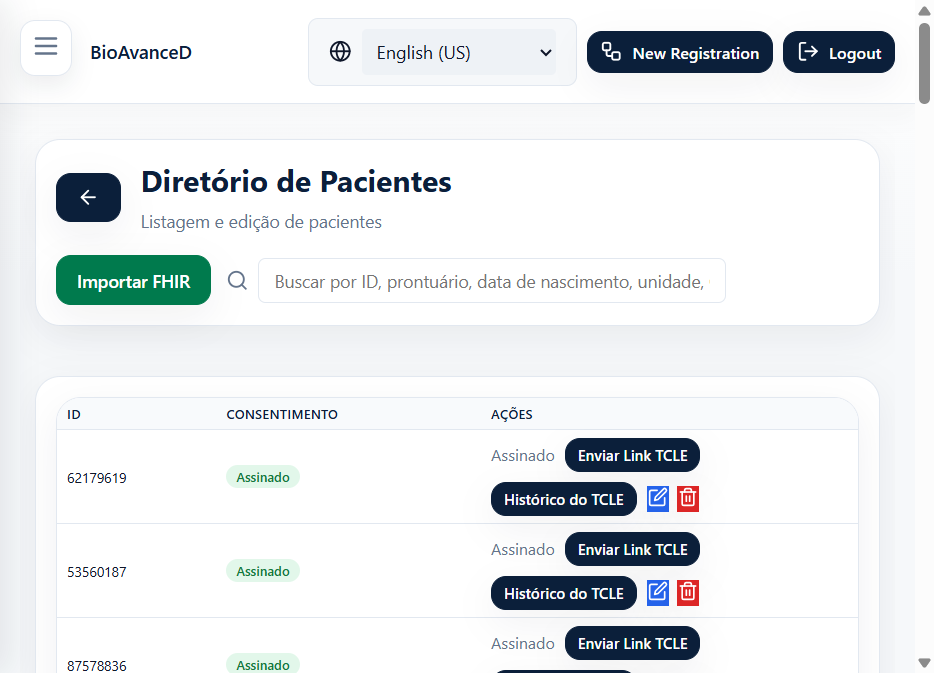 BioAvanceD
English (US)
New Registration
Logout
Diretório de Pacientes
Listagem e edição de pacientes
Importar FHIR
Buscar por ID, prontuário, data de nascimento, unidade,
ID CONSENTIMENTO AÇÕES
Assinado Enviar Link TCLE
62179619 Assinado
Histórico do TCLE
Assinado Enviar Link TCLE
53560187 Assinado
Histórico do TCLE
Assinado Enviar Link TCLE
87578836 Assinado